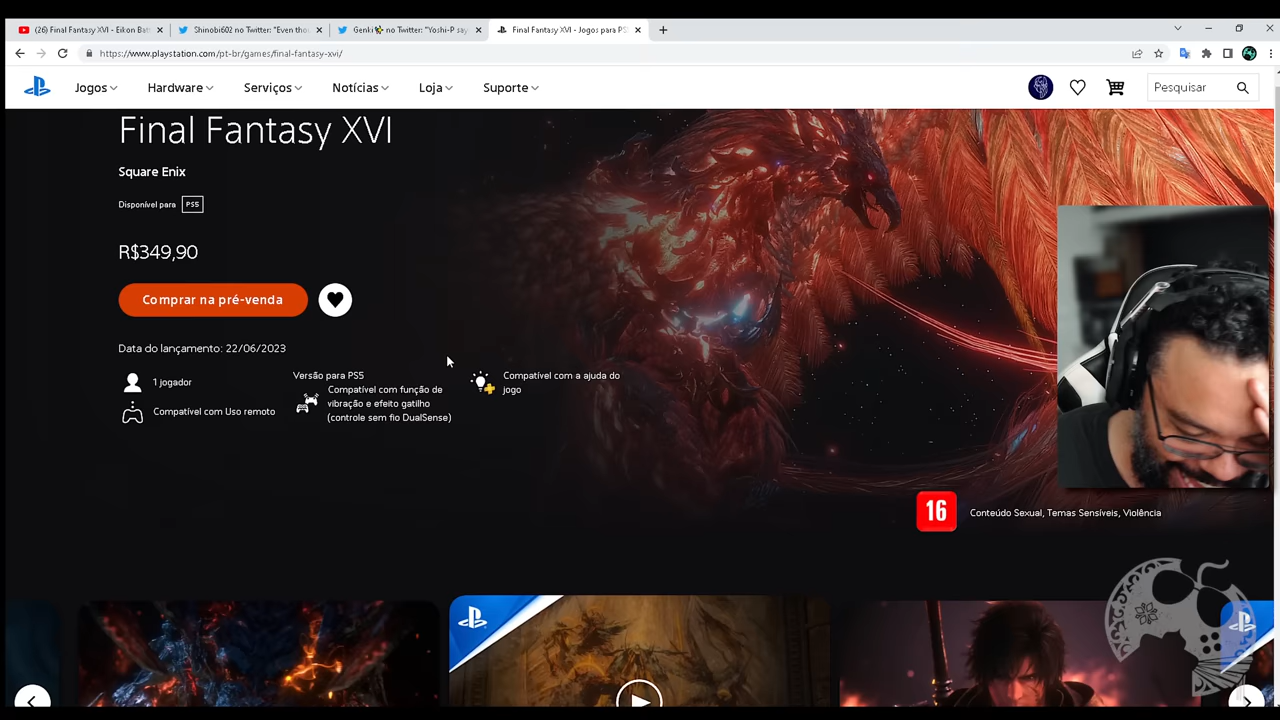 (26) Final Fantasy XVI - Eikon Bat
Shinobi602 no Twitter: "Even tho
Genki no Twitter: "Yoshi-P say
Final Fantasy XVI - Jogos para PS
https://www.playstation.com/pt-br/games/final-fantasy-xvi/
Jogos Hardware Serviços Notícias Loja Suporte Pesquisar
Final Fantasy XVI
Square Enix
Disponível para PS5
R$349,90
Comprar na pré-venda
Data do lançamento: 22/06/2023
1 jogador
Compatível com Uso remoto
Versão para PS5
Compatível com função de
vibração e efeito gatilho
(controle sem fio DualSense)
Compatível com a ajuda do
jogo
16 Conteúdo Sexual, Temas Sensíveis, Violência